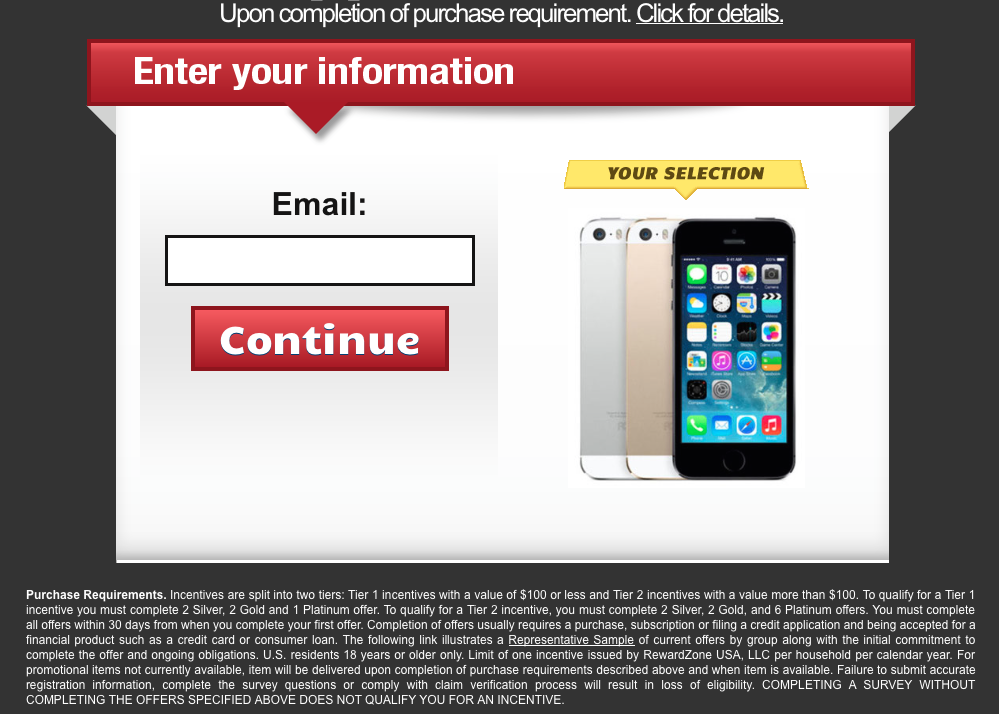 Upon completion of purchase requirement. Click for details.
Enter your information
Email:
Continue
YOUR SELECTION
Purchase Requirements. Incentives are split into two tiers: Tier 1 incentives with a value of $100 or less and Tier 2 incentives with a value more than $100. To qualify for a Tier 1
incentive you must complete 2 Silver, 2 Gold and 1 Platinum offer. To qualify for a Tier 2 incentive, you must complete 2 Silver, 2 Gold, and 6 Platinum offers. You must complete
all offers within 30 days from when you complete your first offer. Completion of offers usually requires a purchase, subscription or filing a credit application and being accepted for a
financial product such as a credit card or consumer loan. The following link illustrates a Representative Sample of current offers by group along with the initial commitment to
complete the offer and ongoing obligations. U.S. residents 18 years or older only. Limit of one incentive issued by RewardZone USA, LLC per household per calendar year. For
promotional items not currently available, item will be delivered upon completion of purchase requirements described above and when item is available. Failure to submit accurate
registration information, complete the survey questions or comply with claim verification process will result in loss of eligibility. COMPLETING A SURVEY WITHOUT
COMPLETING THE OFFERS SPECIFIED ABOVE DOES NOT QUALIFY YOU FOR AN INCENTIVE.